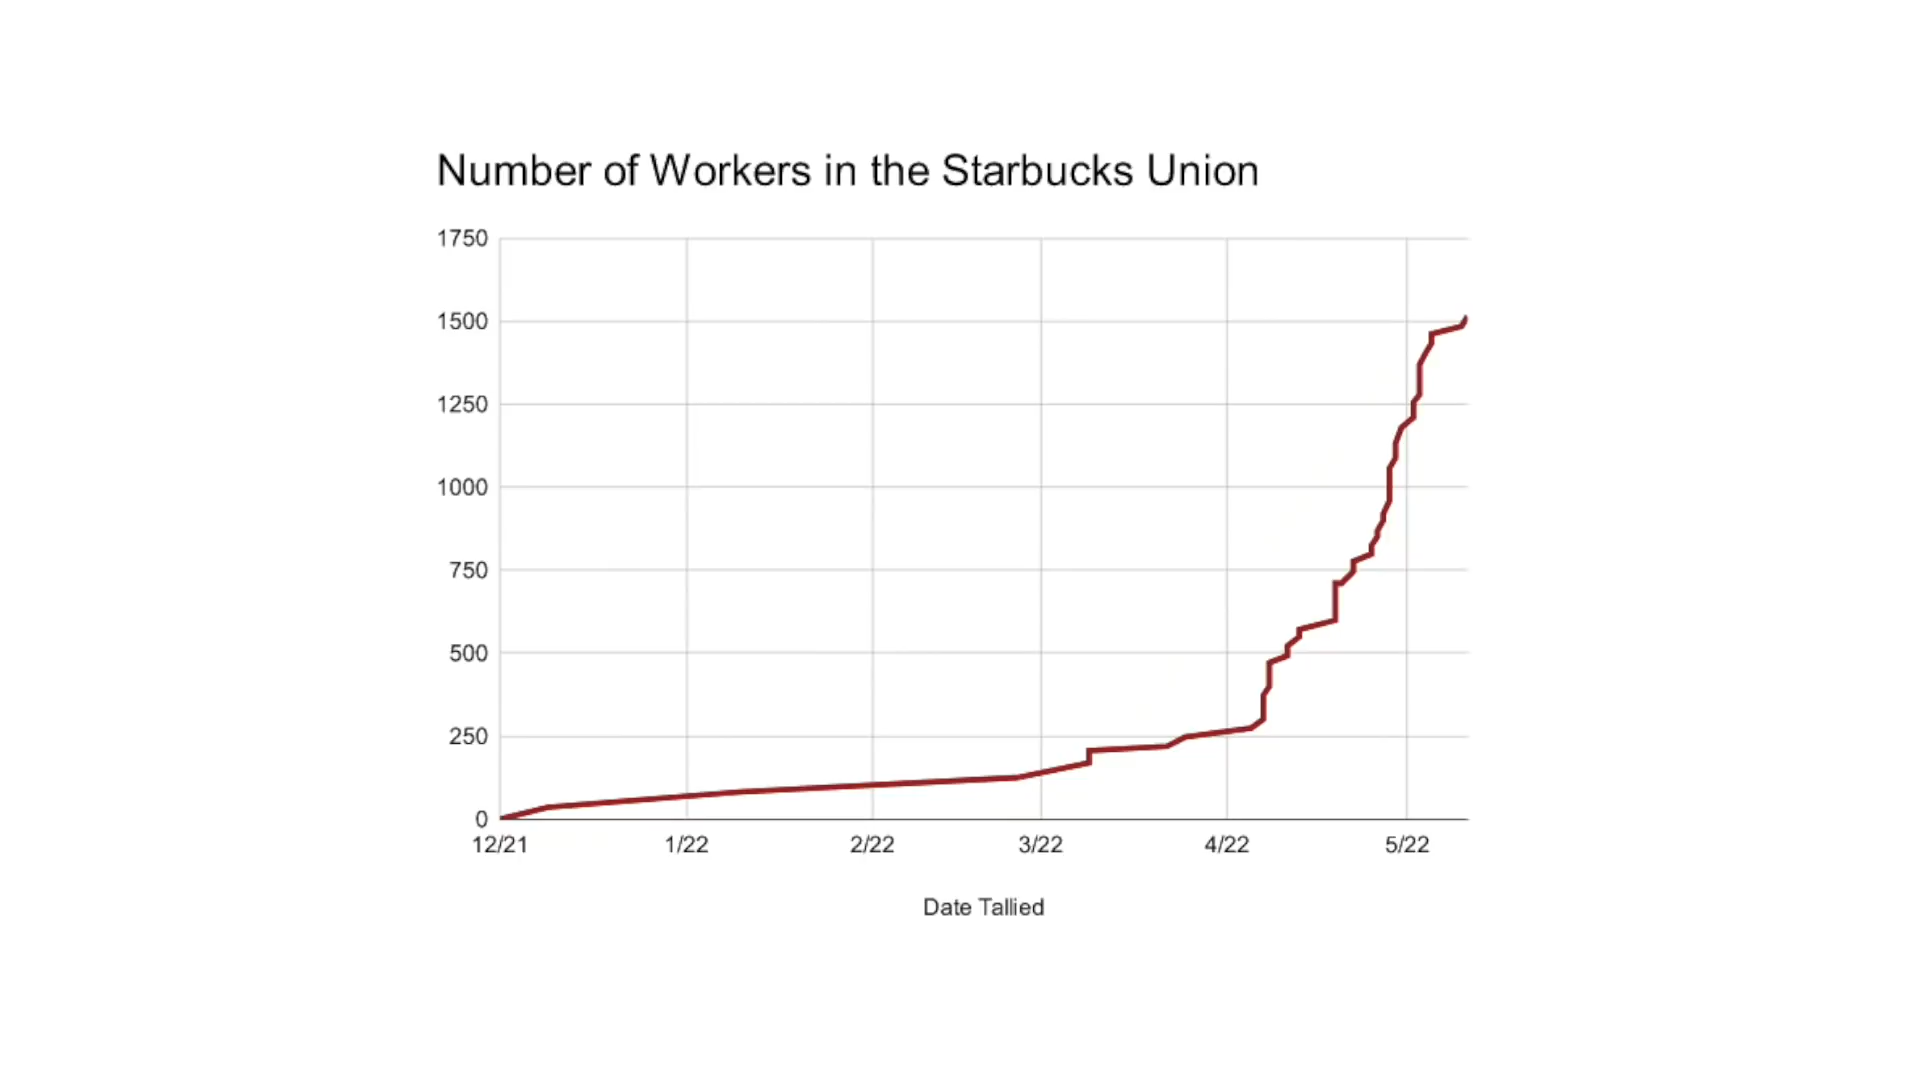 Number of Workers in the Starbucks Union
1750
1500
1250
1000
750
500
250
0
12/21 1/22 2/22 3/22 4/22 5/22
Date Tallied